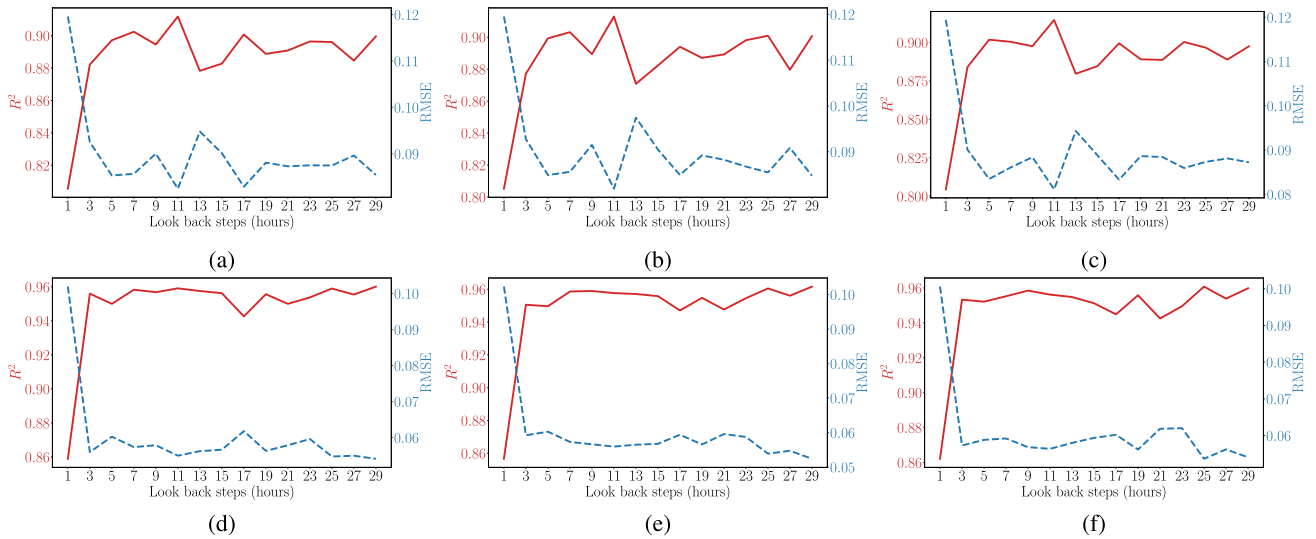 0.90
0.88
0.86
0.84
0.82
R²
0.12
0.11
0.10
0.09
RMSE
1 3 5 7 9 11 13 15 17 19 21 23 25 27 29
Look back steps (hours)
(a)
0.90
0.88
0.86
0.84
0.82
0.80
R²
0.12
0.11
0.10
0.09
RMSE
1 3 5 7 9 11 13 15 17 19 21 23 25 27 29
Look back steps (hours)
(b)
0.900
0.875
0.850
0.825
0.800
R²
0.12
0.11
0.10
0.09
0.08
RMSE
1 3 5 7 9 11 13 15 17 19 21 23 25 27 29
Look back steps (hours)
(c)
0.96
0.94
0.92
0.90
0.88
0.86
R²
0.10
0.09
0.08
0.07
0.06
RMSE
1 3 5 7 9 11 13 15 17 19 21 23 25 27 29
Look back steps (hours)
(d)
0.96
0.94
0.92
0.90
0.88
0.86
R²
0.10
0.09
0.08
0.07
0.06
0.05
RMSE
1 3 5 7 9 11 13 15 17 19 21 23 25 27 29
Look back steps (hours)
(e)
0.96
0.94
0.92
0.90
0.88
0.86
R²
0.10
0.09
0.08
0.07
0.06
RMSE
1 3 5 7 9 11 13 15 17 19 21 23 25 27 29
Look back steps (hours)
(f)